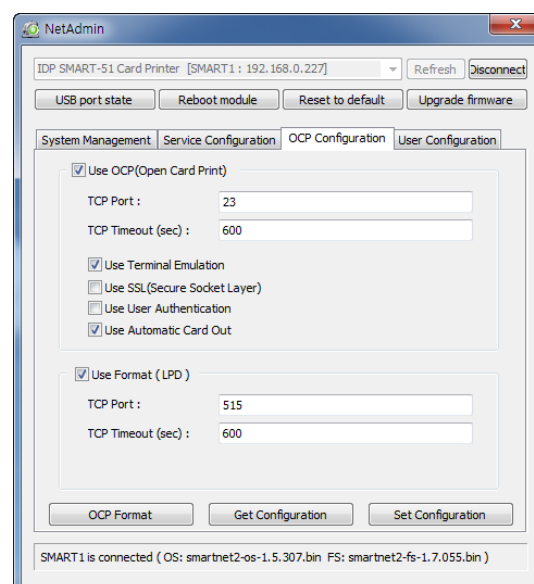 NetAdmin
IDP SMART-51 Card Printer [SMART1 : 192.168.0.227]
Refresh
Disconnect
USB port state
Reboot module
Reset to default
Upgrade firmware
System Management
Service Configuration
OCP Configuration
User Configuration
Use OCP(Open Card Print)
TCP Port :
23
TCP Timeout (sec) :
600
Use Terminal Emulation
Use SSL(Secure Socket Layer)
Use User Authentication
Use Automatic Card Out
Use Format ( LPD )
TCP Port :
515
TCP Timeout (sec) :
600
OCP Format
Get Configuration
Set Configuration
SMART1 is connected ( OS: smartnet2-os-1.5.307.bin FS: smartnet2-fs-1.7.055.bin )